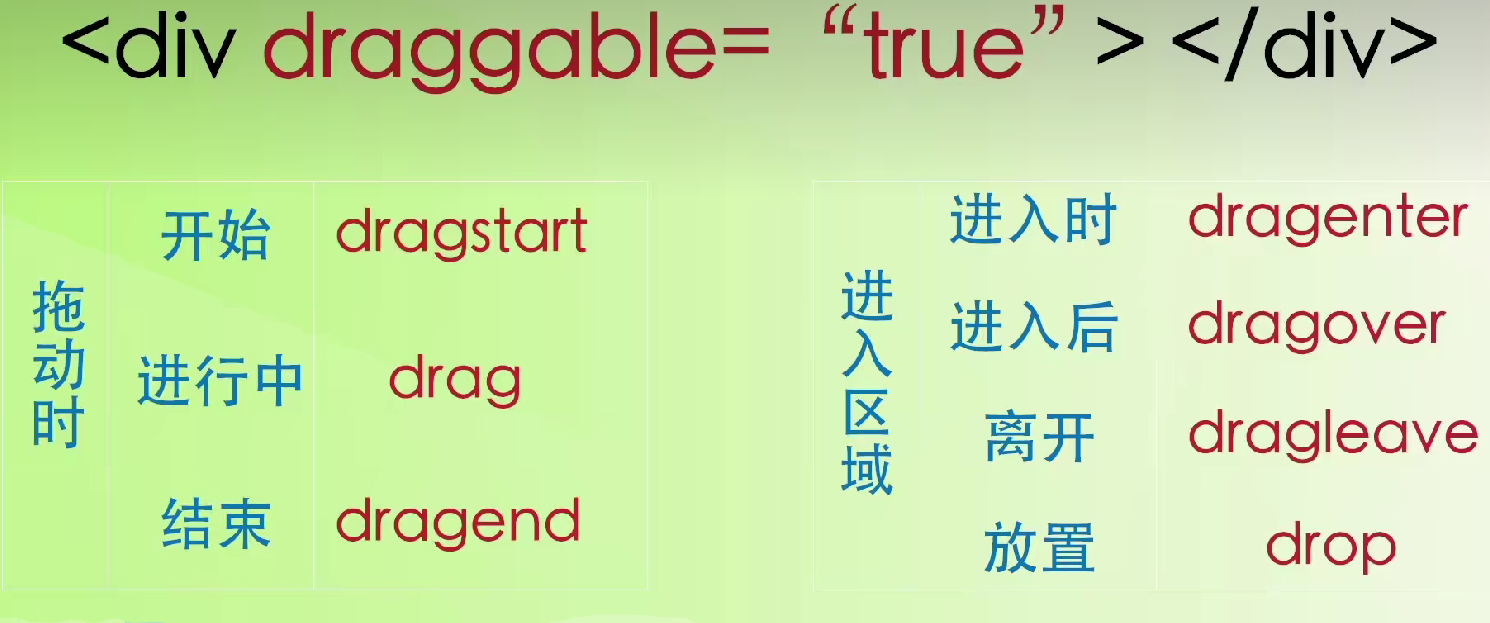 <div draggable= “true” ></div>
拖动时
开始 dragstart
进行中 drag
结束 dragend
进入区域
进入时 dragenter
进入后 dragover
离开 dragleave
放置 drop